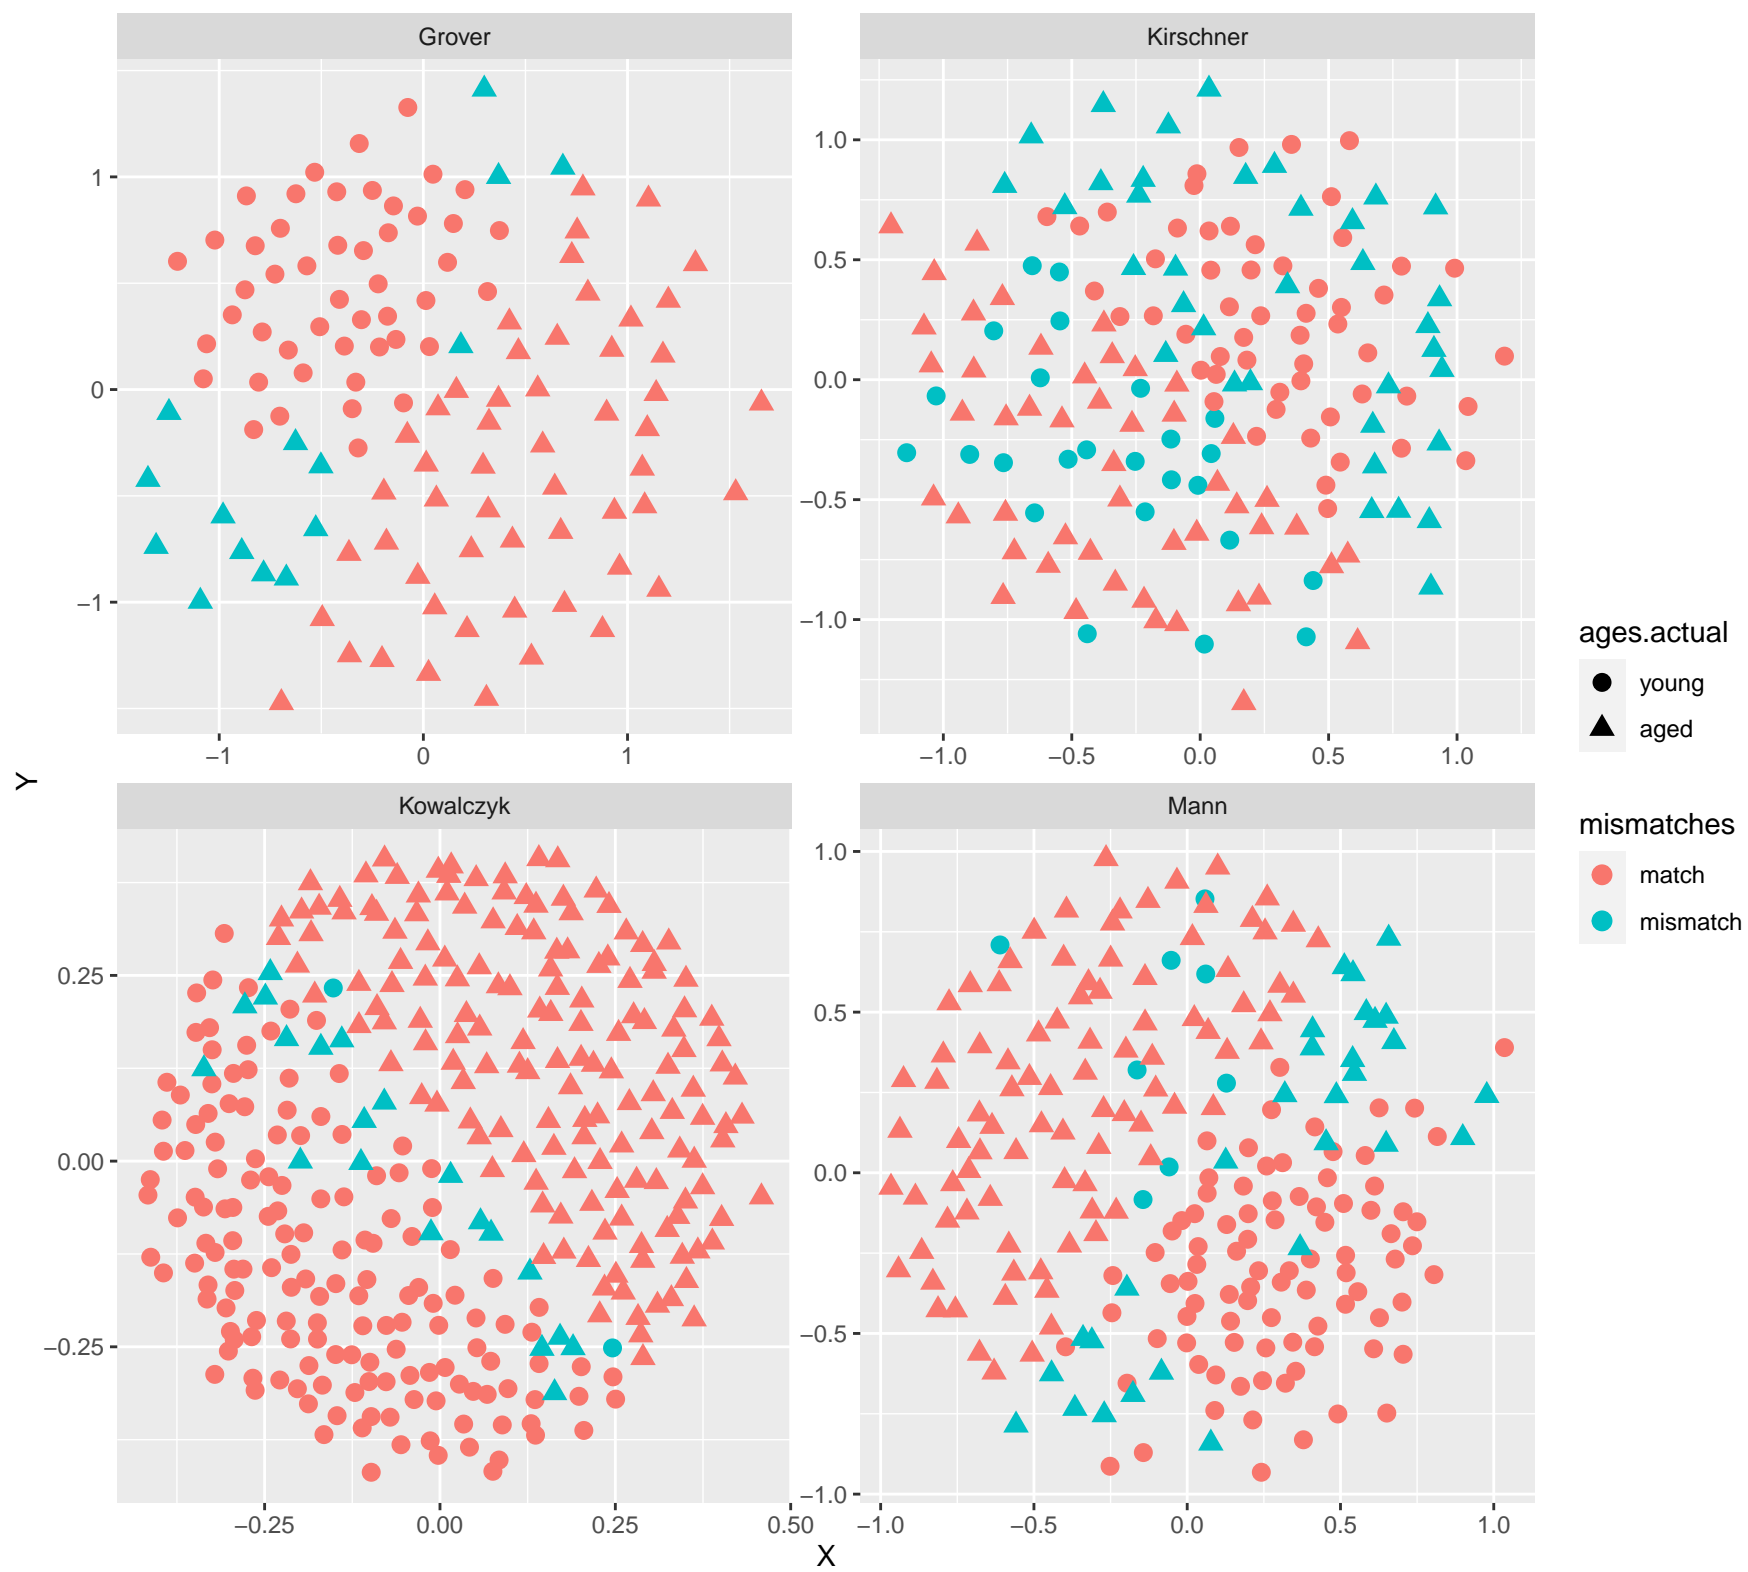 Grover
Kirschner
1
0
−1
−1
0
1
1.0
0.5
0.0
−0.5
−1.0
−1.0
−0.5
0.0
0.5
1.0
Y
Kowalczyk
Mann
0.25
0.00
−0.25
−0.25
0.00
0.25
0.50
1.0
0.5
0.0
−0.5
−1.0
−1.0
−0.5
0.0
0.5
1.0
X
ages.actual
young
aged
mismatches
match
mismatch